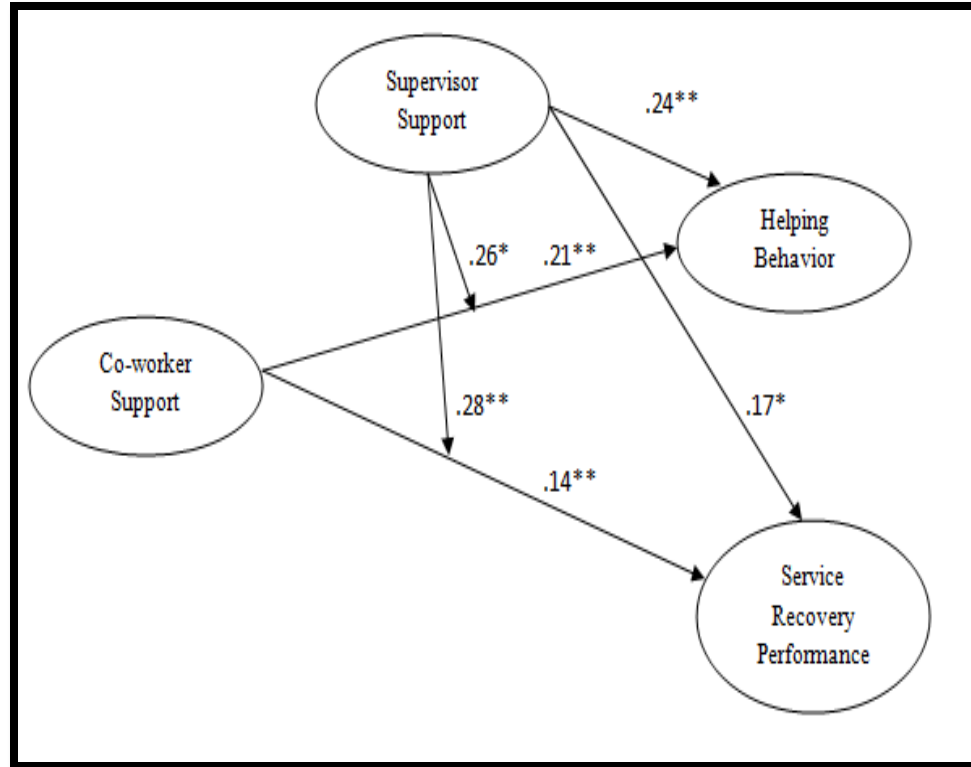 Supervisor
Support
.24**
Helping
Behavior
.26*
.21**
Co-worker
Support
.28**
.17*
.14**
Service
Recovery
Performance